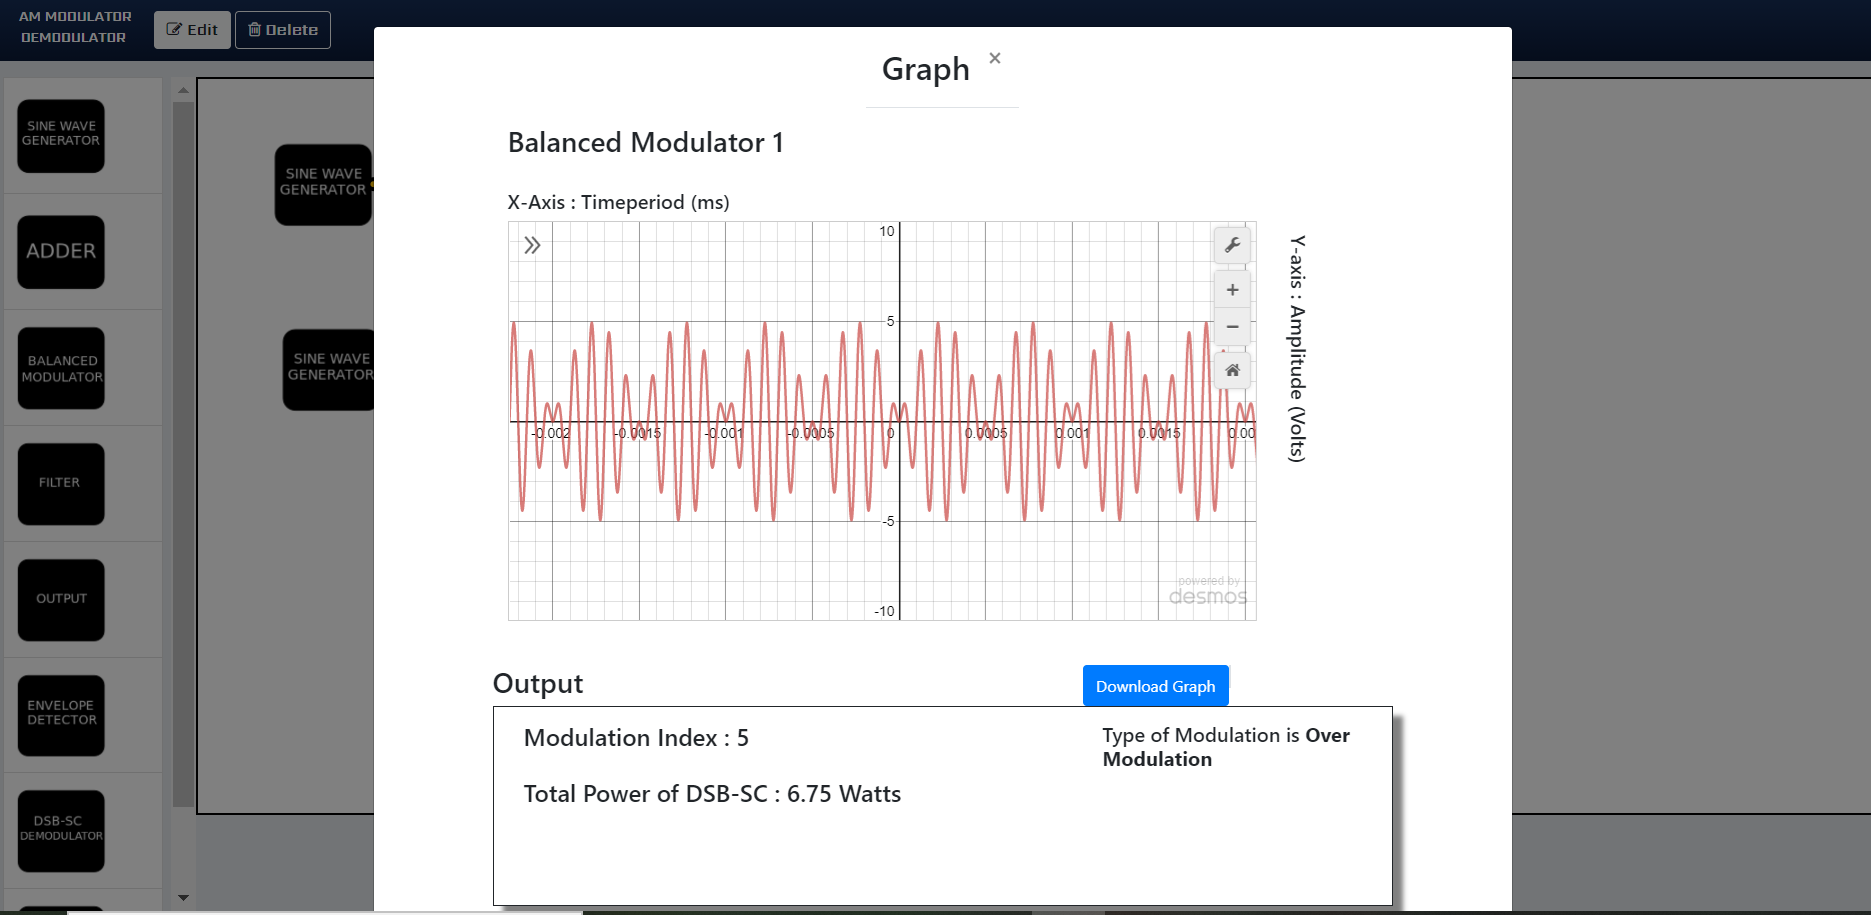 AM MODULATOR
DEMODULATOR
Edit
Delete
SINE WAVE
GENERATOR
ADDER
BALANCED
MODULATOR
FILTER
OUTPUT
ENVELOPE
DETECTOR
DSB-SC
DEMODULATOR
SINE WAVE
GENERATOR
SINE WAVE
GENERATOR
Graph ×
Balanced Modulator 1
X-Axis : Timeperiod (ms)
10
5
-0.002 -0.0015 -0.001 -0.0005 0 0.0005 0.001 0.0015 0.00
-5
-10
powered by
desmos
Y-axis : Amplitude (Volts)
Output
Download Graph
Modulation Index : 5
Type of Modulation is Over
Modulation
Total Power of DSB-SC : 6.75 Watts